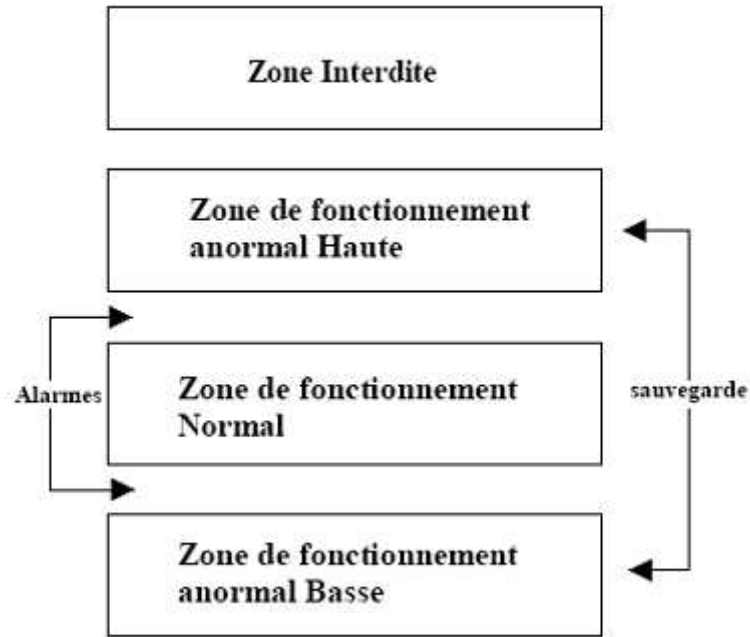 Zone Interdite
Zone de fonctionnement
anormal Haute
Alarmes
Zone de fonctionnement
Normal
sauvegarde
Zone de fonctionnement
anormal Basse